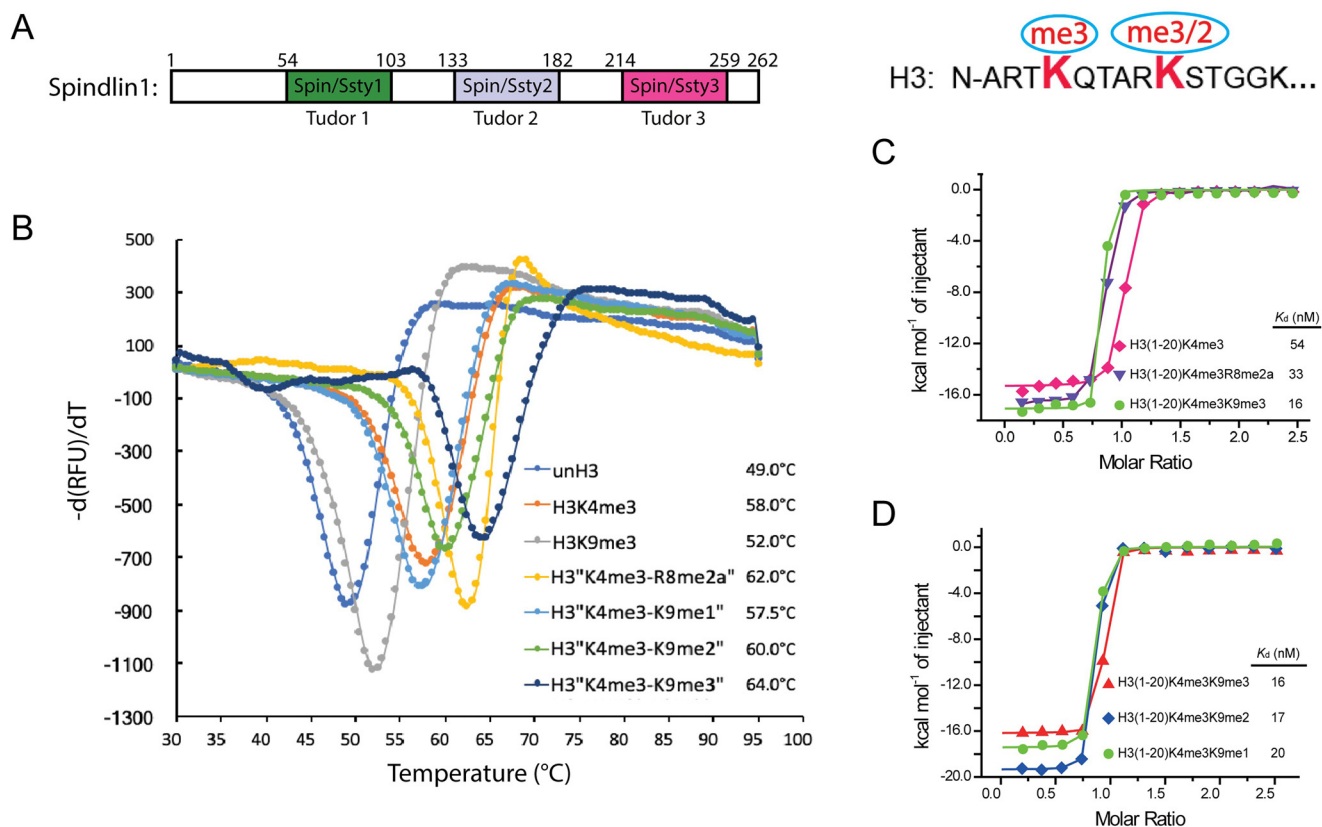 A
1 54 103 133 182 214 259 262
Spindlin1: Spin/Ssty1 Spin/Ssty2 Spin/Ssty3
Tudor 1 Tudor 2 Tudor 3
me3 me3/2
H3: N-ARTKQTARKSTGGK...
B
500
300
100
-100
-300
-500
-700
-900
-1100
-1300
-d(RFU)/dT
unH3 49.0°C
H3K4me3 58.0°C
H3K9me3 52.0°C
H3"K4me3-R8me2a" 62.0°C
H3"K4me3-K9me1" 57.5°C
H3"K4me3-K9me2" 60.0°C
H3"K4me3-K9me3" 64.0°C
30 35 40 45 50 55 60 65 70 75 80 85 90 95 100
Temperature (°C)
C
0.0
-4.0
-8.0
-12.0
-16.0
kcal mol-1 of injectant
Kd (nM)
H3(1-20)K4me3 54
H3(1-20)K4me3R8me2a 33
H3(1-20)K4me3K9me3 16
0.0 0.5 1.0 1.5 2.0 2.5
Molar Ratio
D
0.0
-4.0
-8.0
-12.0
-16.0
-20.0
kcal mol-1 of injectant
Kd (nM)
H3(1-20)K4me3K9me3 16
H3(1-20)K4me3K9me2 17
H3(1-20)K4me3K9me1 20
0.0 0.5 1.0 1.5 2.0 2.5
Molar Ratio